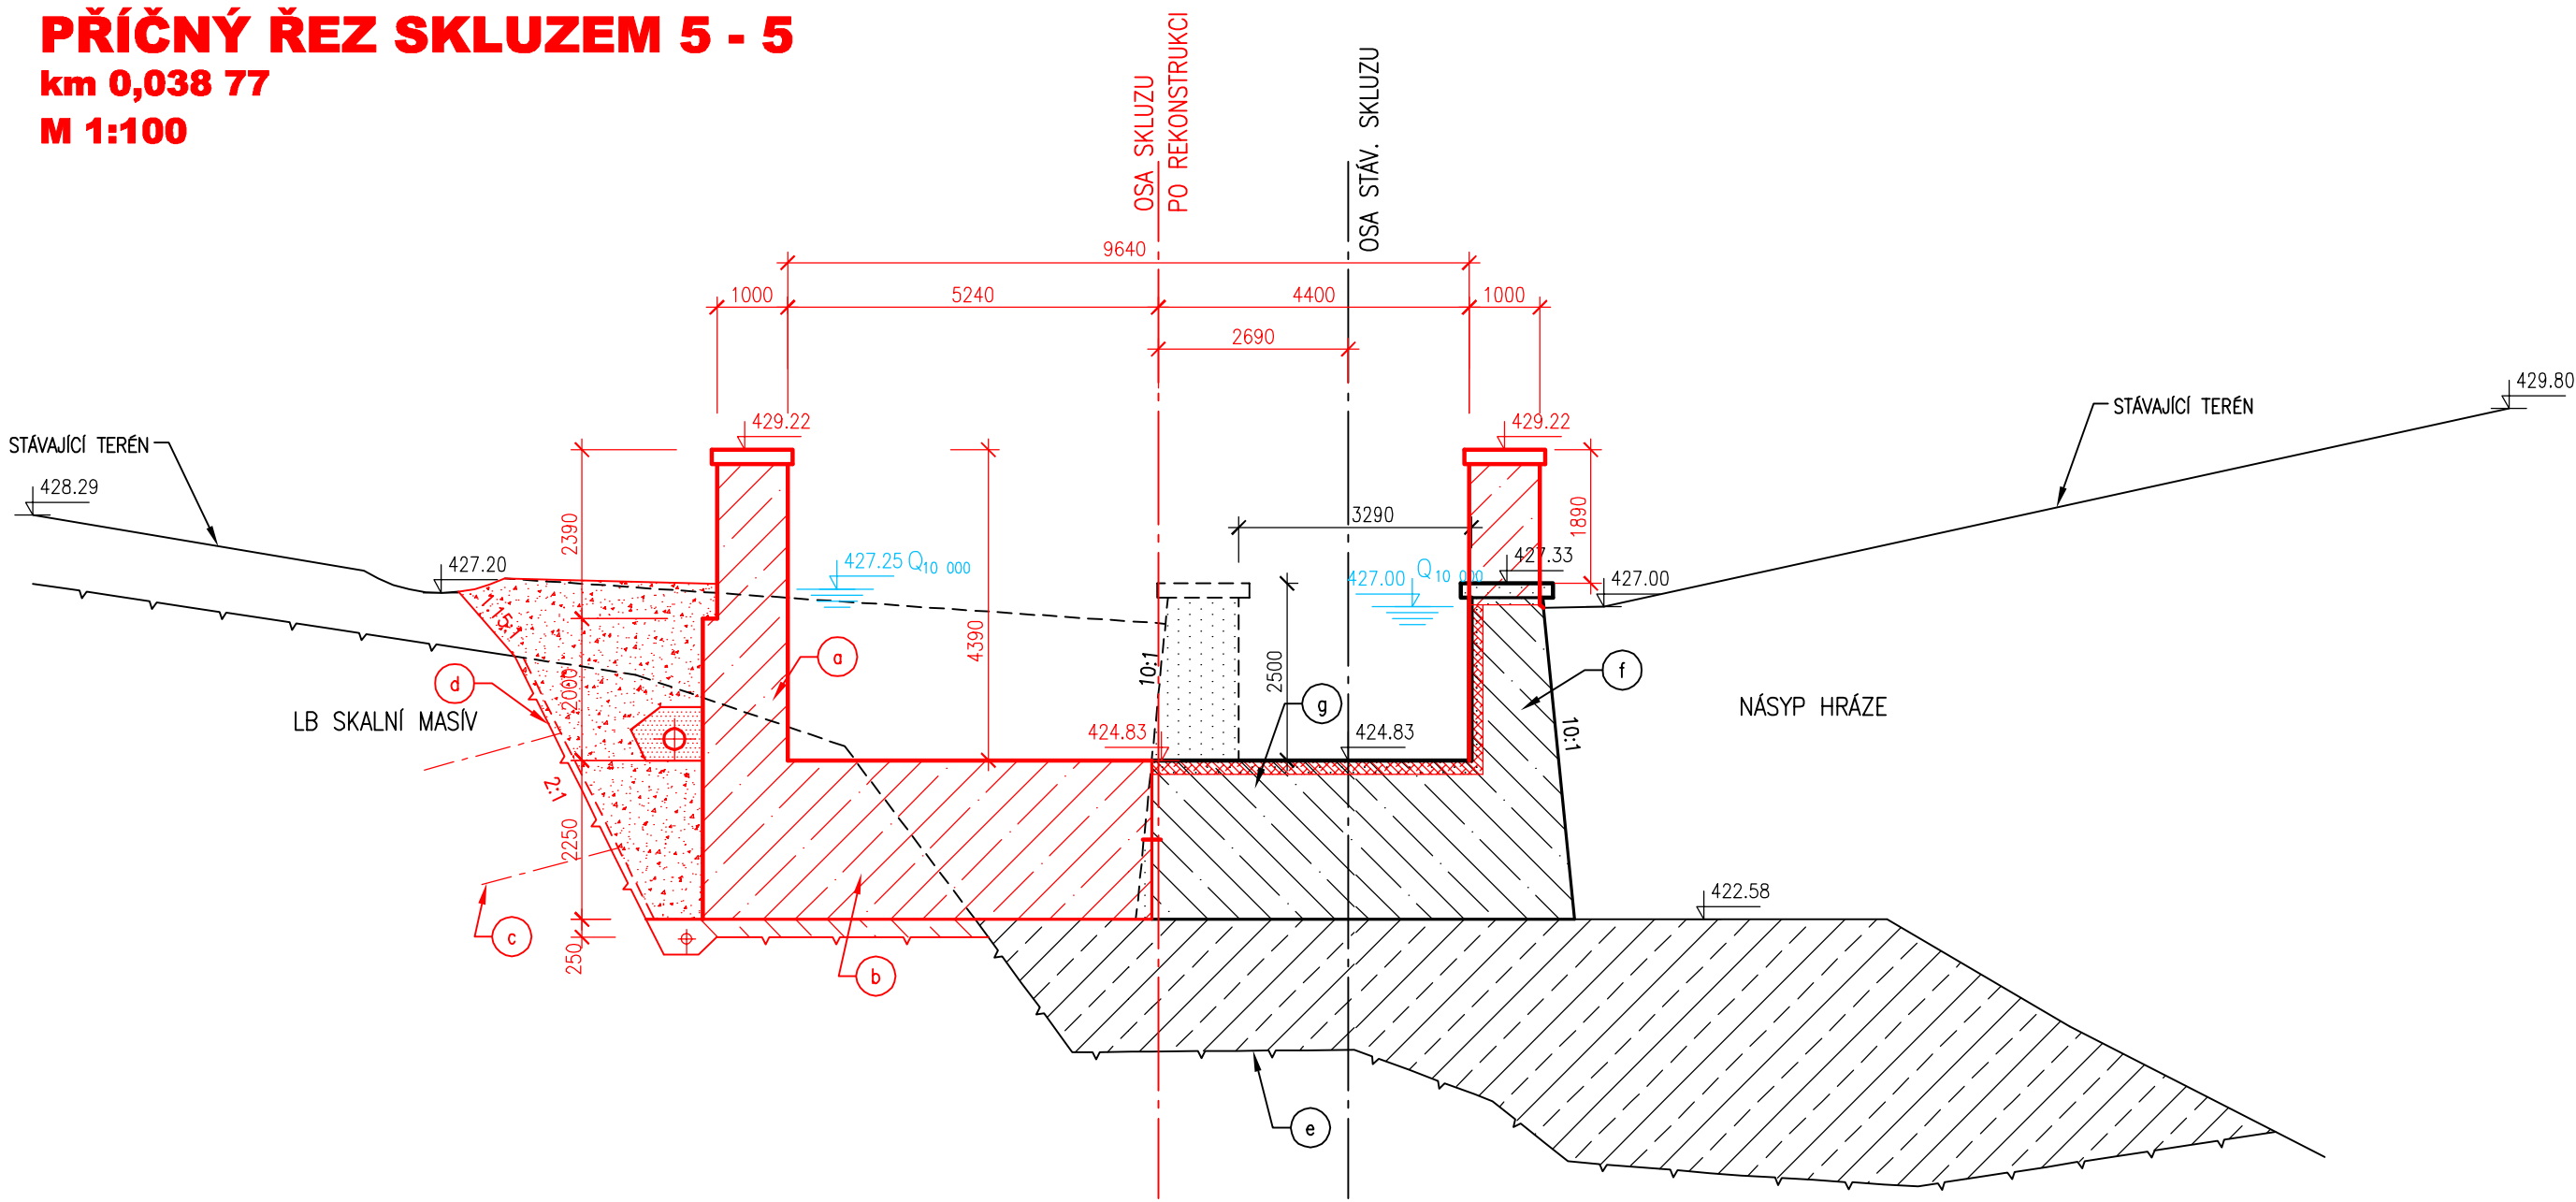 PŘÍČNÝ ŘEZ SKLUZEM 5 - 5
km 0,038 77
M 1:100
OSA SKLUZU
PO REKONSTRUKCI
OSA STÁV. SKLUZU
9640
1000
5240
4400
1000
2690
429.80
STÁVAJÍCÍ TERÉN
429.22
429.22
STÁVAJÍCÍ TERÉN
428.29
2390
4390
3290
1890
427.20
427.25 Q10 000
427.00 Q10 000
427.33
427.00
1,15:1
10:1
2500
a
d
2000
f
g
LB SKALNÍ MASÍV
NÁSYP HRÁZE
10:1
424.83
424.83
2:1
2250
422.58
c
250
b
e